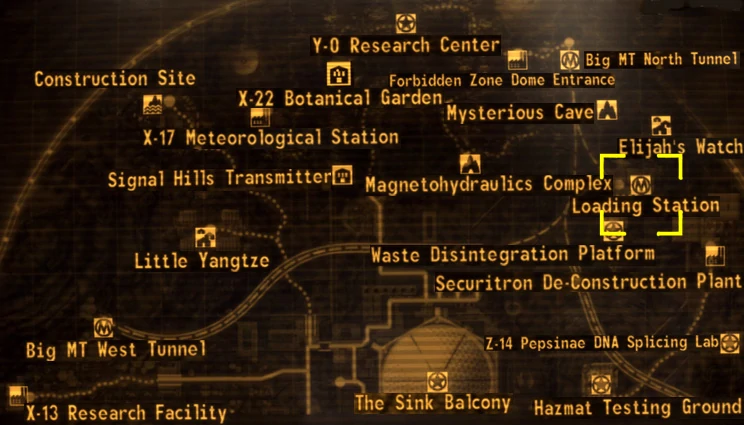 Y-0 Research Center
Big MT North Tunnel
Construction Site
Forbidden Zone Dome Entrance
X-22 Botanical Garden
Mysterious Cave
X-17 Meteorological Station
Elijah's Watch
Signal Hills Transmitter
Magnetohydraulics Complex
Loading Station
Little Yangtze
Waste Disintegration Platform
Securitron De-Construction Plant
Big MT West Tunnel
Z-14 Pepsinae DNA Splicing Lab
The Sink Balcony
Hazmat Testing Ground
X-13 Research Facility